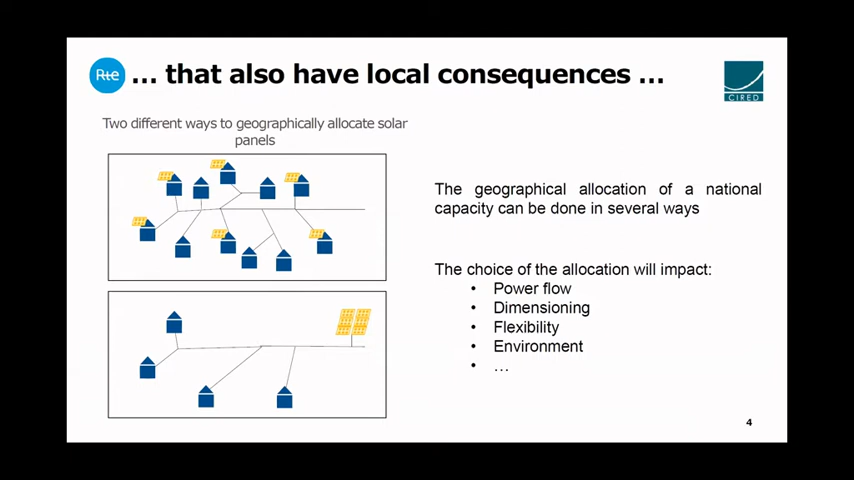 Rte
... that also have local consequences ...
CIRED
Two different ways to geographically allocate solar
panels
The geographical allocation of a national
capacity can be done in several ways
The choice of the allocation will impact:
• Power flow
• Dimensioning
• Flexibility
• Environment
• ...
4